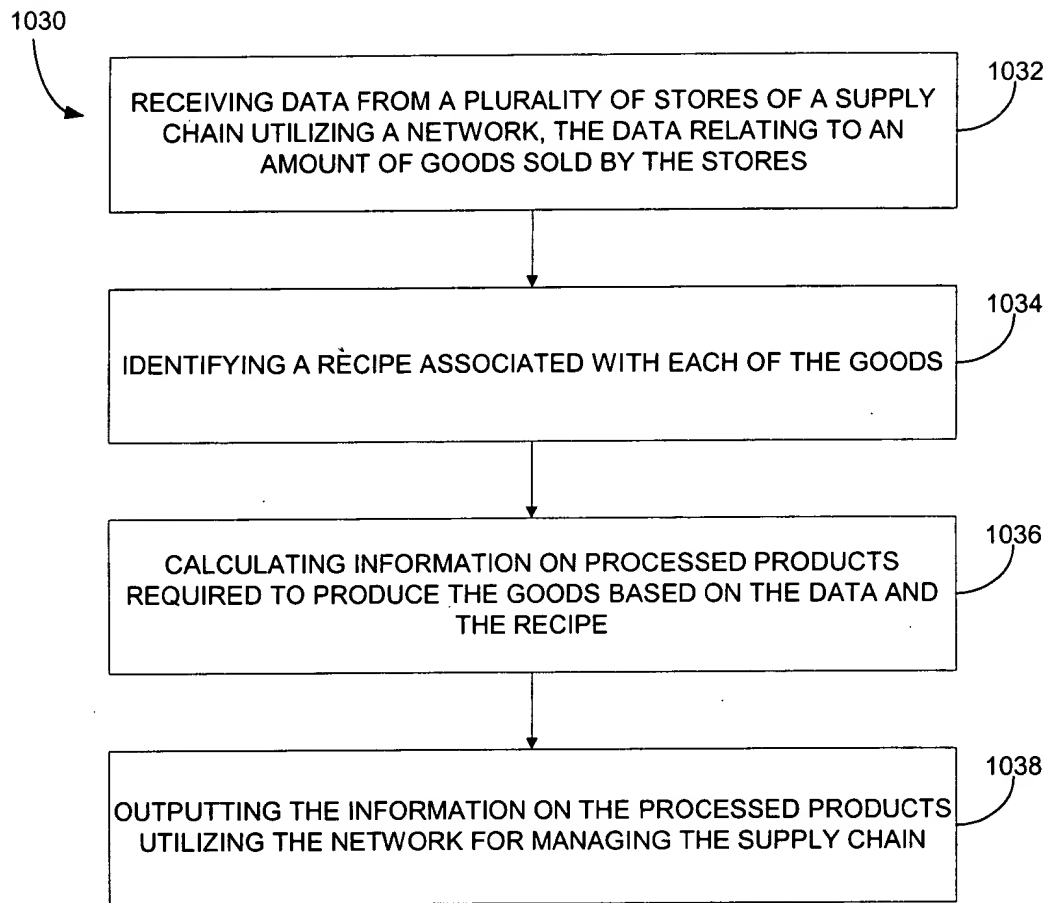 1030
1032
RECEIVING DATA FROM A PLURALITY OF STORES OF A SUPPLY
CHAIN UTILIZING A NETWORK, THE DATA RELATING TO AN
AMOUNT OF GOODS SOLD BY THE STORES
1034
IDENTIFYING A RECIPE ASSOCIATED WITH EACH OF THE GOODS
1036
CALCULATING INFORMATION ON PROCESSED PRODUCTS
REQUIRED TO PRODUCE THE GOODS BASED ON THE DATA AND
THE RECIPE
1038
OUTPUTTING THE INFORMATION ON THE PROCESSED PRODUCTS
UTILIZING THE NETWORK FOR MANAGING THE SUPPLY CHAIN